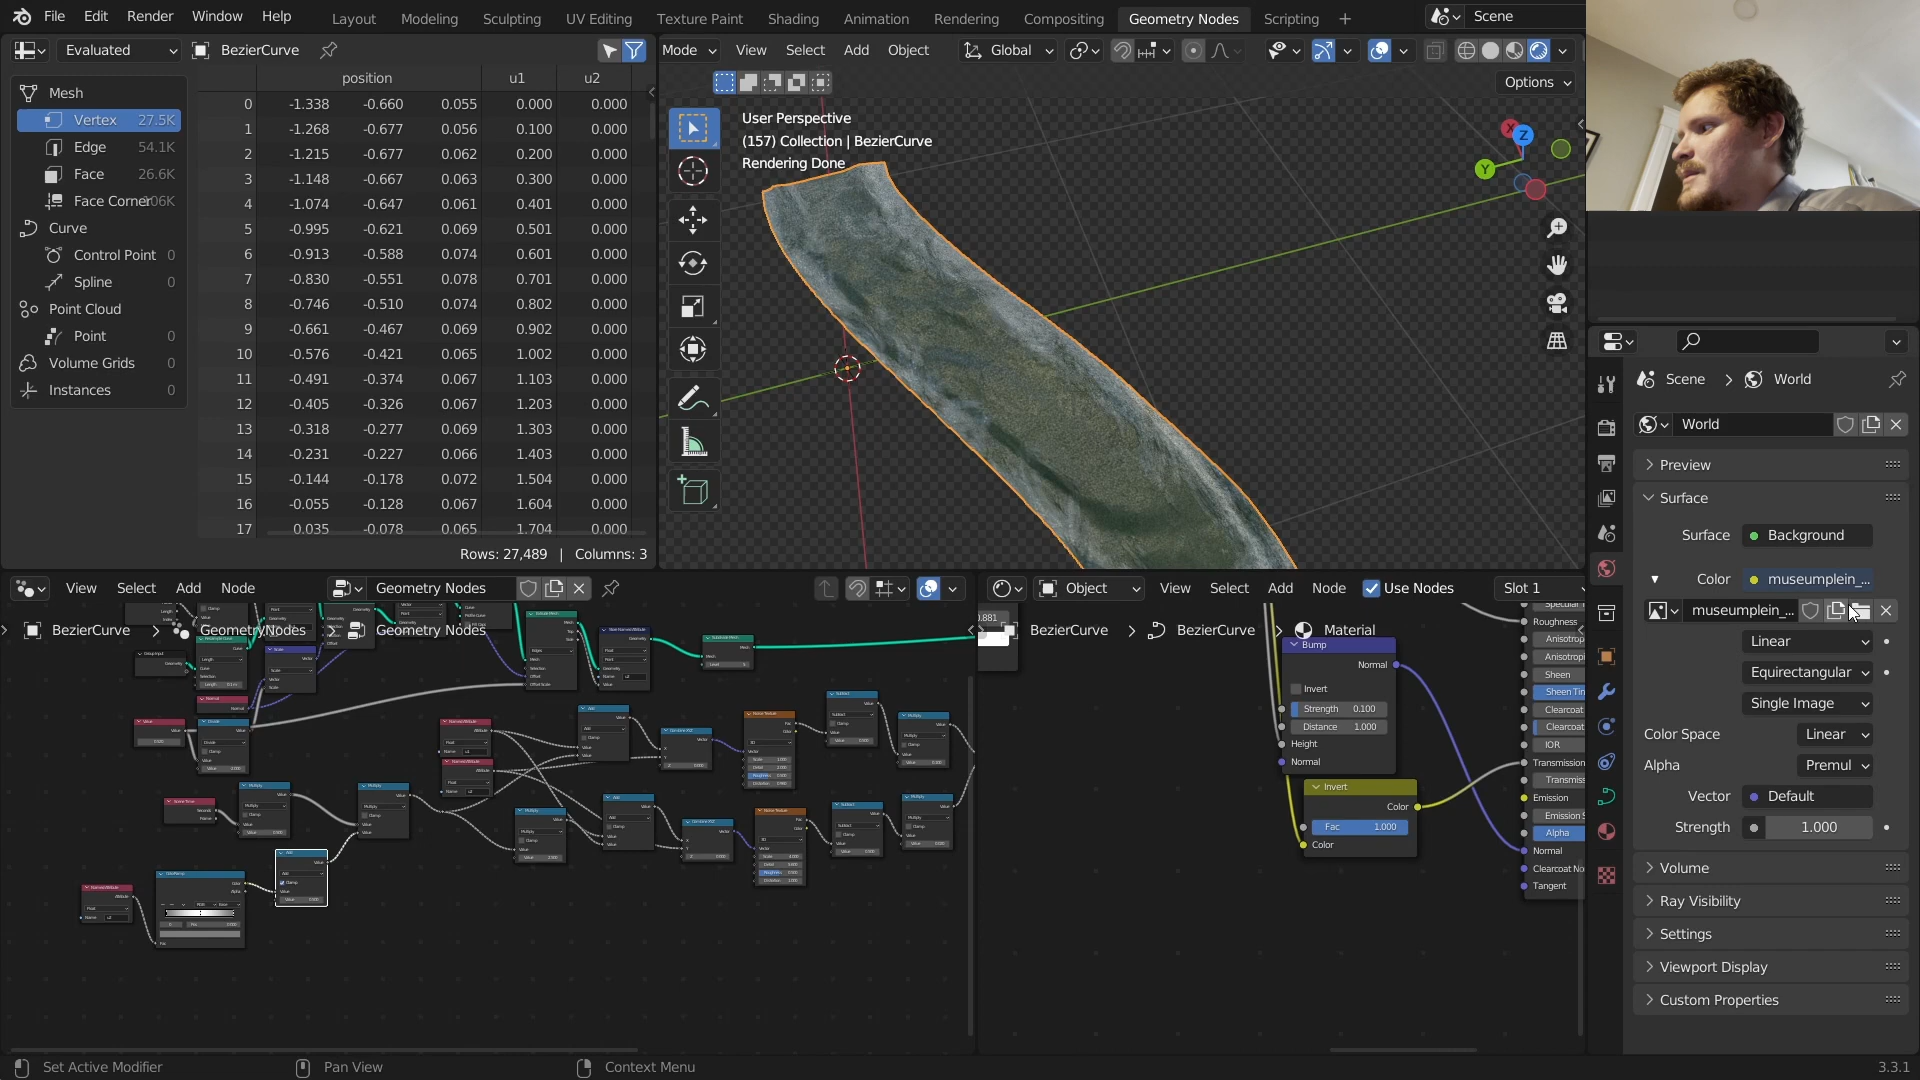 File Edit Render Window Help
Layout Modeling Sculpting UV Editing Texture Paint Shading Animation Rendering Compositing Geometry Nodes Scripting
Scene
Evaluated
BezierCurve
Mode View Select Add Object
Global
Options
position u1 u2
Mesh
Vertex 27.5K
Edge 54.1K
Face 26.6K
Face Corner
Curve
Control Point 0
Spline 0
Point Cloud
Point 0
Volume Grids 0
Instances 0
0 -1.338 -0.660 0.055 0.000 0.000
1 -1.268 -0.677 0.056 0.100 0.000
2 -1.215 -0.677 0.062 0.200 0.000
3 -1.148 -0.667 0.063 0.300 0.000
4 -1.074 -0.647 0.061 0.401 0.000
5 -0.995 -0.621 0.069 0.501 0.000
6 -0.913 -0.588 0.074 0.601 0.000
7 -0.830 -0.551 0.078 0.701 0.000
8 -0.746 -0.510 0.074 0.802 0.000
9 -0.661 -0.467 0.069 0.902 0.000
10 -0.576 -0.421 0.065 1.002 0.000
11 -0.491 -0.374 0.067 1.103 0.000
12 -0.405 -0.326 0.067 1.203 0.000
13 -0.318 -0.277 0.069 1.303 0.000
14 -0.231 -0.227 0.066 1.403 0.000
15 -0.144 -0.178 0.072 1.504 0.000
16 -0.055 -0.128 0.067 1.604 0.000
17 0.035 -0.078 0.065 1.704 0.000
Rows: 27,489 | Columns: 3
User Perspective
(157) Collection | BezierCurve
Rendering Done
X
Y
Z
View Select Add Node
Geometry Nodes
BezierCurve > GeometryNodes > Geometry Nodes
Object View Select Add Node Use Nodes Slot 1
BezierCurve > BezierCurve > Material
Bump
Normal
Invert
Strength 0.100
Distance 1.000
Height
Normal
Invert
Color
Fac 1.000
Color
Roughness
Anisotro
Anisotro
Sheen
Sheen Tin
Clearcoat
Clearcoat
IOR
Transmission
Transmiss
Emission
Emission S
Alpha
Normal
Clearcoat No
Tangent
Scene > World
World
Preview
Surface
Surface Background
Color museumplein_...
museumplein_...
Linear
Equirectangular
Single Image
Color Space Linear
Alpha Premul
Vector Default
Strength 1.000
Volume
Ray Visibility
Settings
Viewport Display
Custom Properties
Set Active Modifier
Pan View
Context Menu
3.3.1